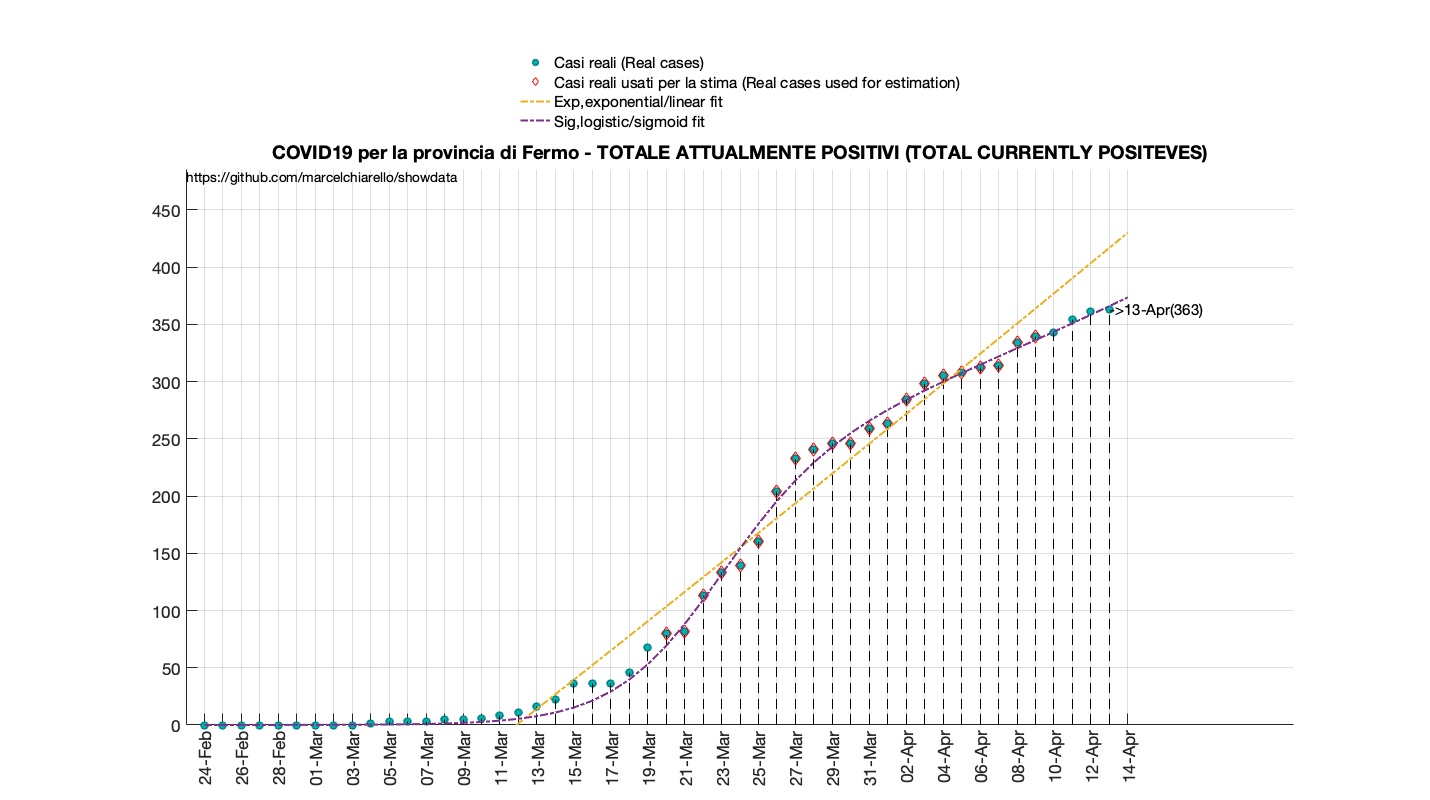 Casi reali (Real cases)
Casi reali usati per la stima (Real cases used for estimation)
Exp,exponential/linear fit
Sig,logistic/sigmoid fit
COVID19 per la provincia di Fermo - TOTALE ATTUALMENTE POSITIVI (TOTAL CURRENTLY POSITEVES)
https://github.com/marcelchiarello/showdata
450
400
350
->13-Apr(363)
300
250
200
150
100
50
0
24-Feb
26-Feb
28-Feb
01-Mar
03-Mar
05-Mar
07-Mar
09-Mar
11-Mar
13-Mar
15-Mar
17-Mar
19-Mar
21-Mar
23-Mar
25-Mar
27-Mar
29-Mar
31-Mar
02-Apr
04-Apr
06-Apr
08-Apr
10-Apr
12-Apr
14-Apr